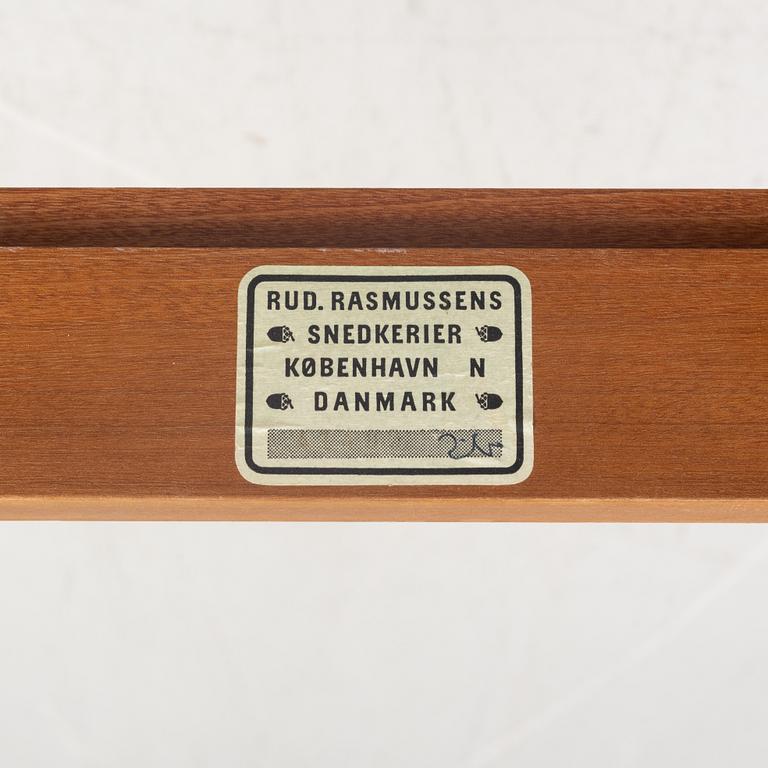 RUD. RASMUSSENS
SNEDKERIER
KØBENHAVN N
DANMARK